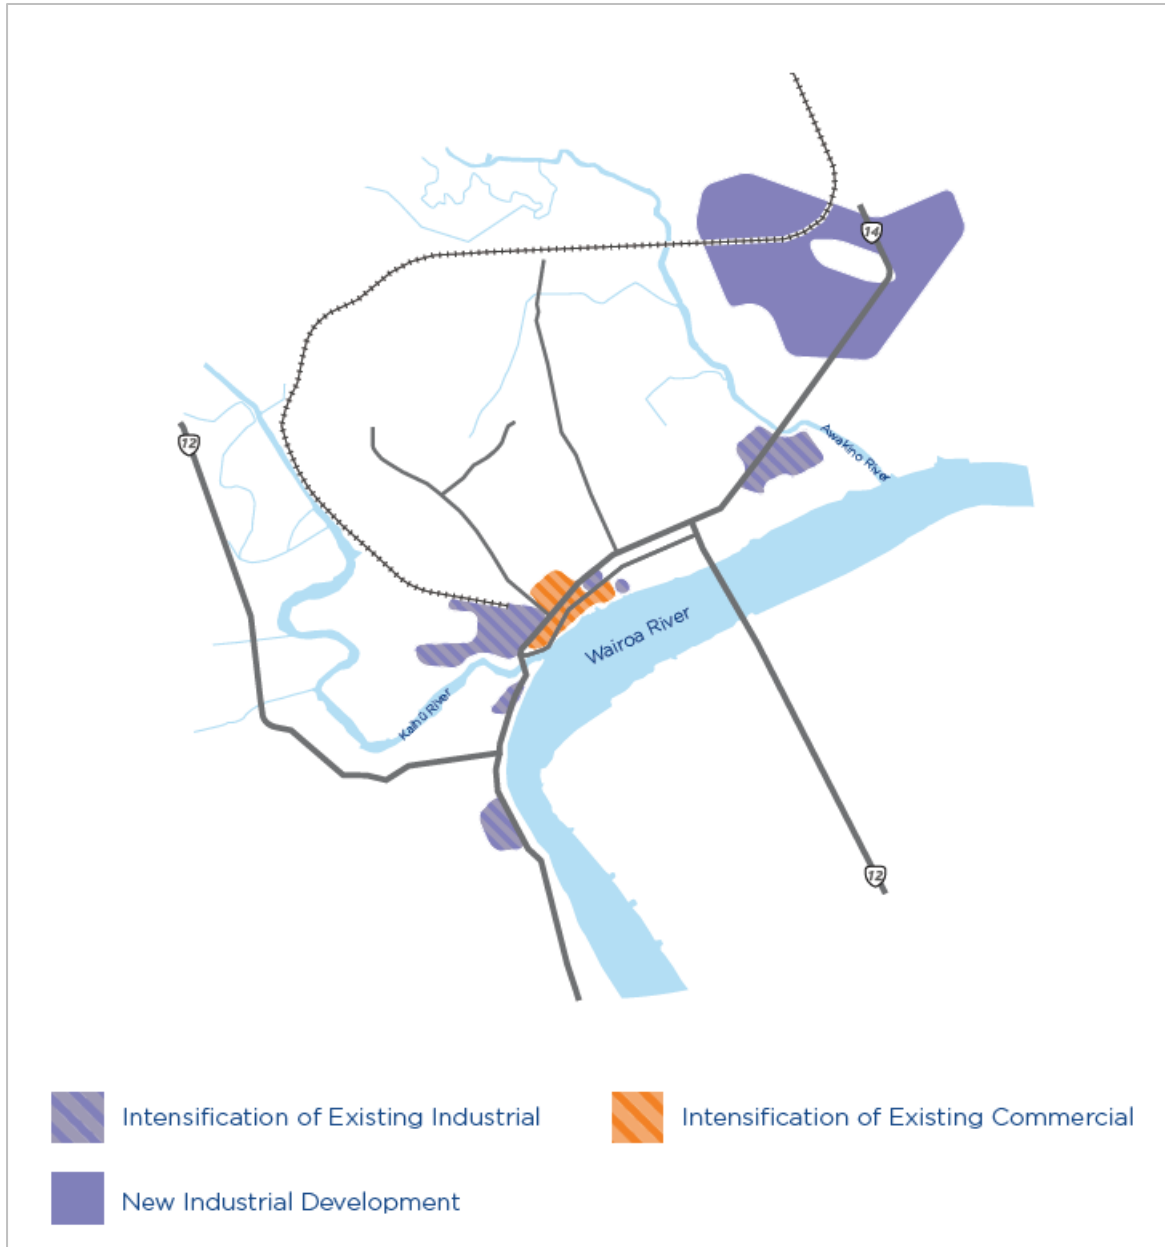 14
12
Awakino River
Wairoa River
Kaihū River
12
Intensification of Existing Industrial
Intensification of Existing Commercial
New Industrial Development